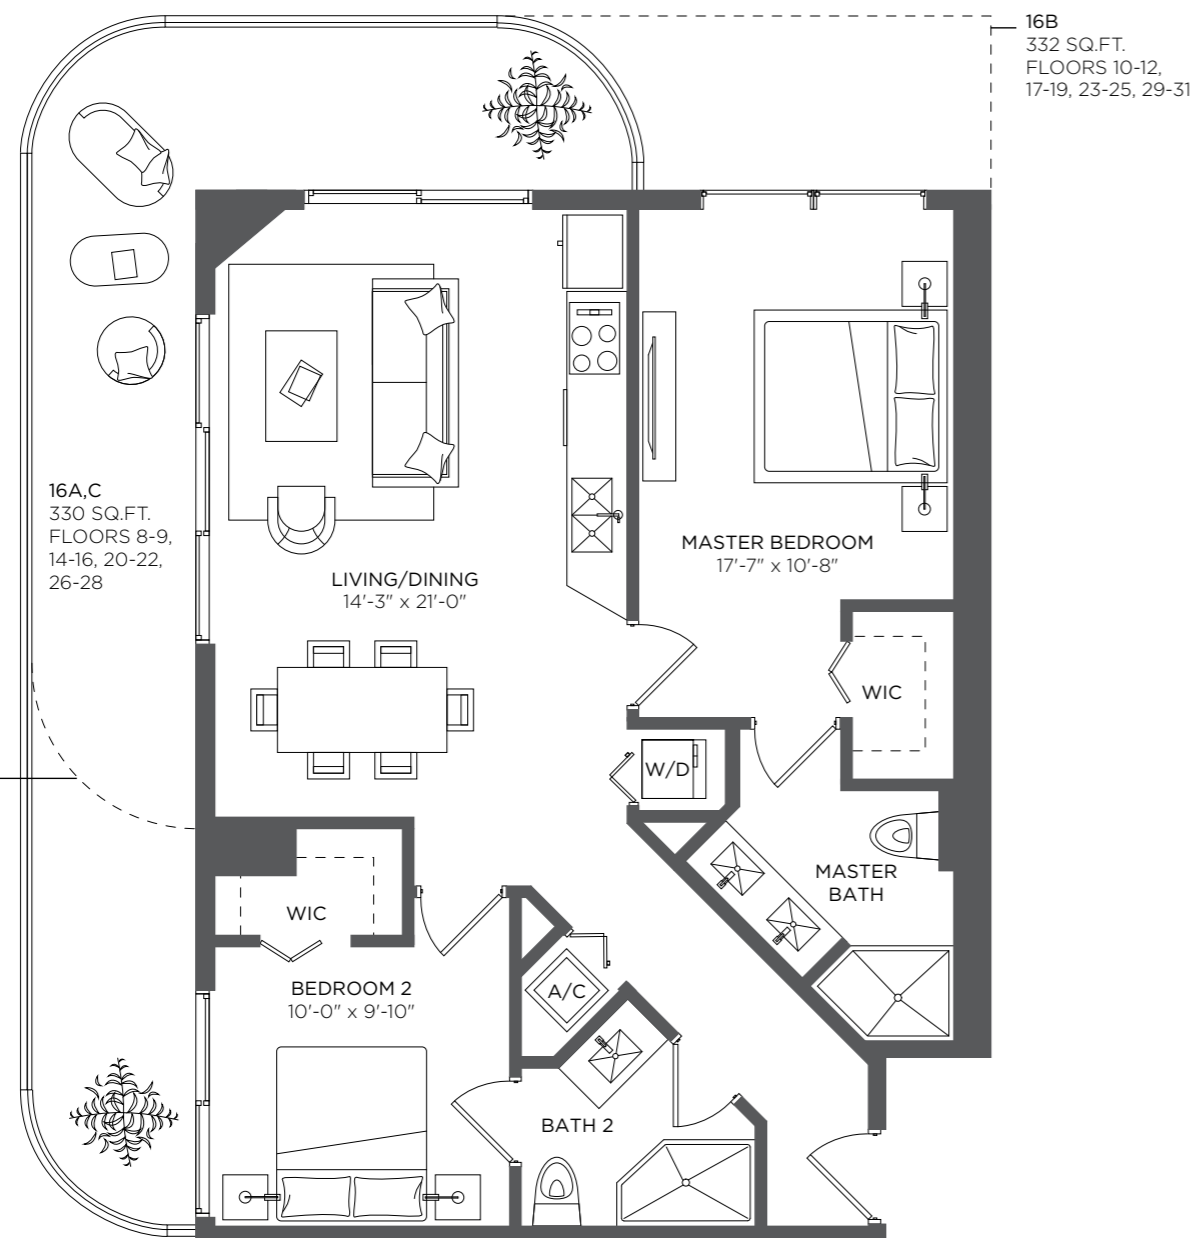 16B
332 SQ.FT.
FLOORS 10-12,
17-19, 23-25, 29-31
16A,C
330 SQ.FT.
FLOORS 8-9,
14-16, 20-22,
26-28
LIVING/DINING
14'-3" x 21'-0"
MASTER BEDROOM
17'-7" x 10'-8"
WIC
W/D
MASTER
BATH
WIC
BEDROOM 2
10'-0" x 9'-10"
A/C
BATH 2